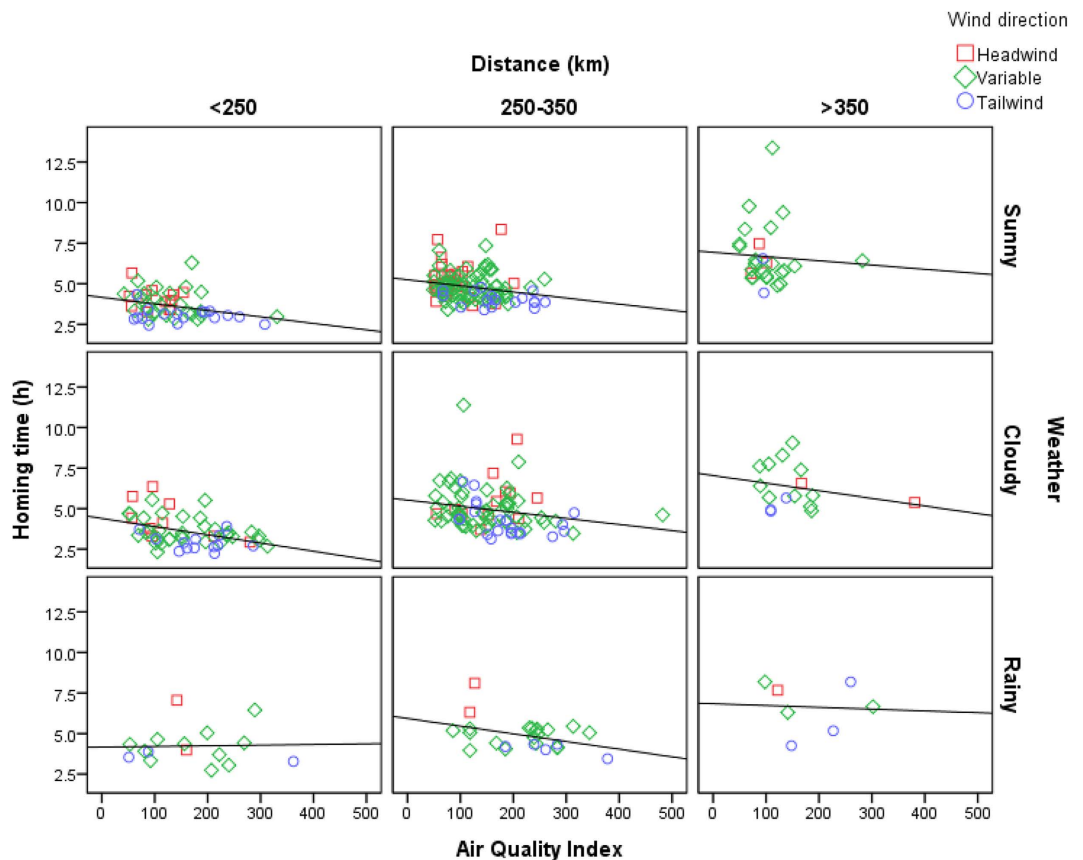 Wind direction
Headwind
Variable
Tailwind
Distance (km)
<250
250-350
>350
12.5
10.0
7.5
5.0
2.5
Sunny
12.5
10.0
7.5
5.0
2.5
Cloudy
12.5
10.0
7.5
5.0
2.5
Rainy
Homing time (h)
Weather
0 100 200 300 400 500 0 100 200 300 400 500 0 100 200 300 400 500
Air Quality Index